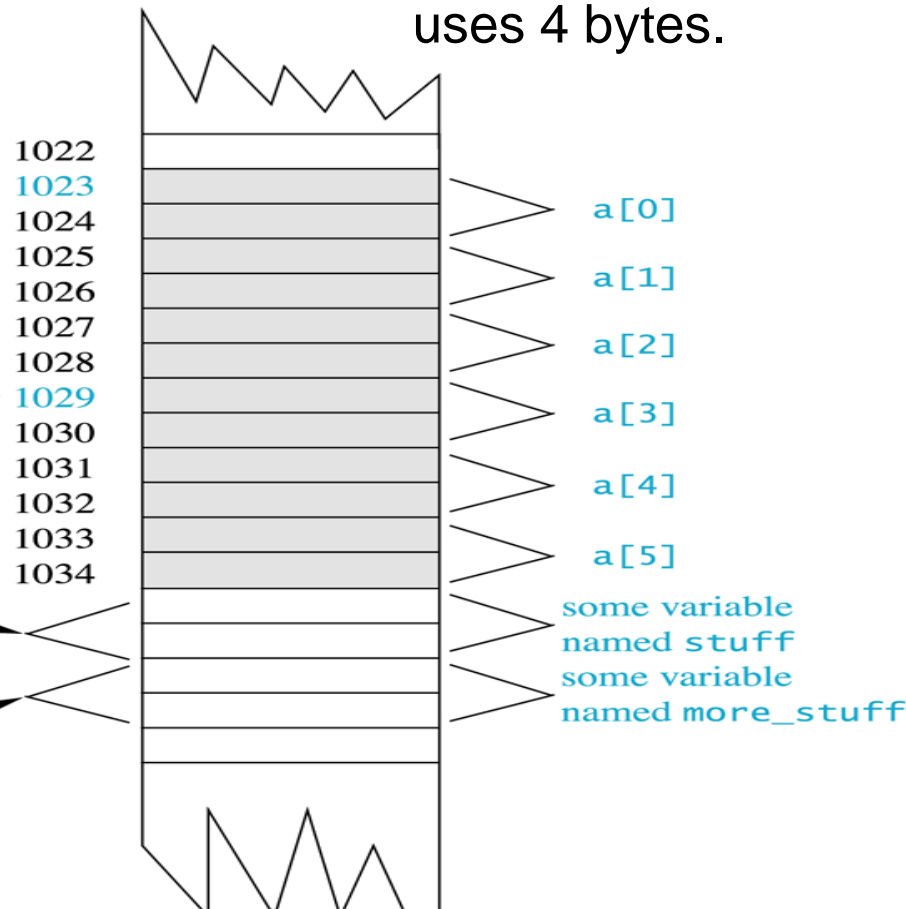 uses 4 bytes.
1022
1023
1024
1025
1026
1027
1028
1029
1030
1031
1032
1033
1034
a[0]
a[1]
a[2]
a[3]
a[4]
a[5]
some variable
named stuff
some variable
named more_stuff